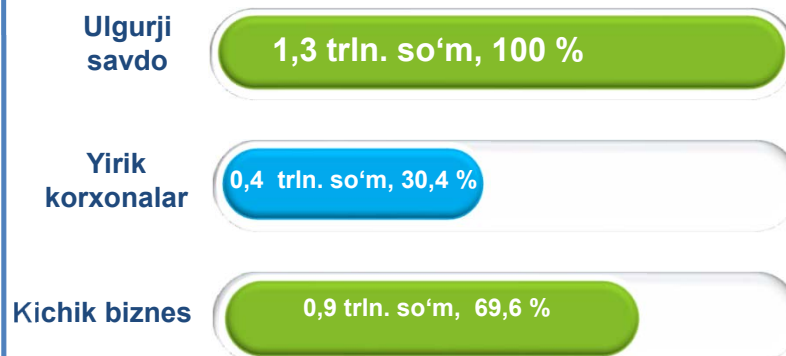 Ulgurji
savdo
1,3 trln. so‘m, 100 %
Yirik
korxonalar
0,4 trln. so‘m, 30,4 %
Kichik biznes
0,9 trln. so‘m, 69,6 %